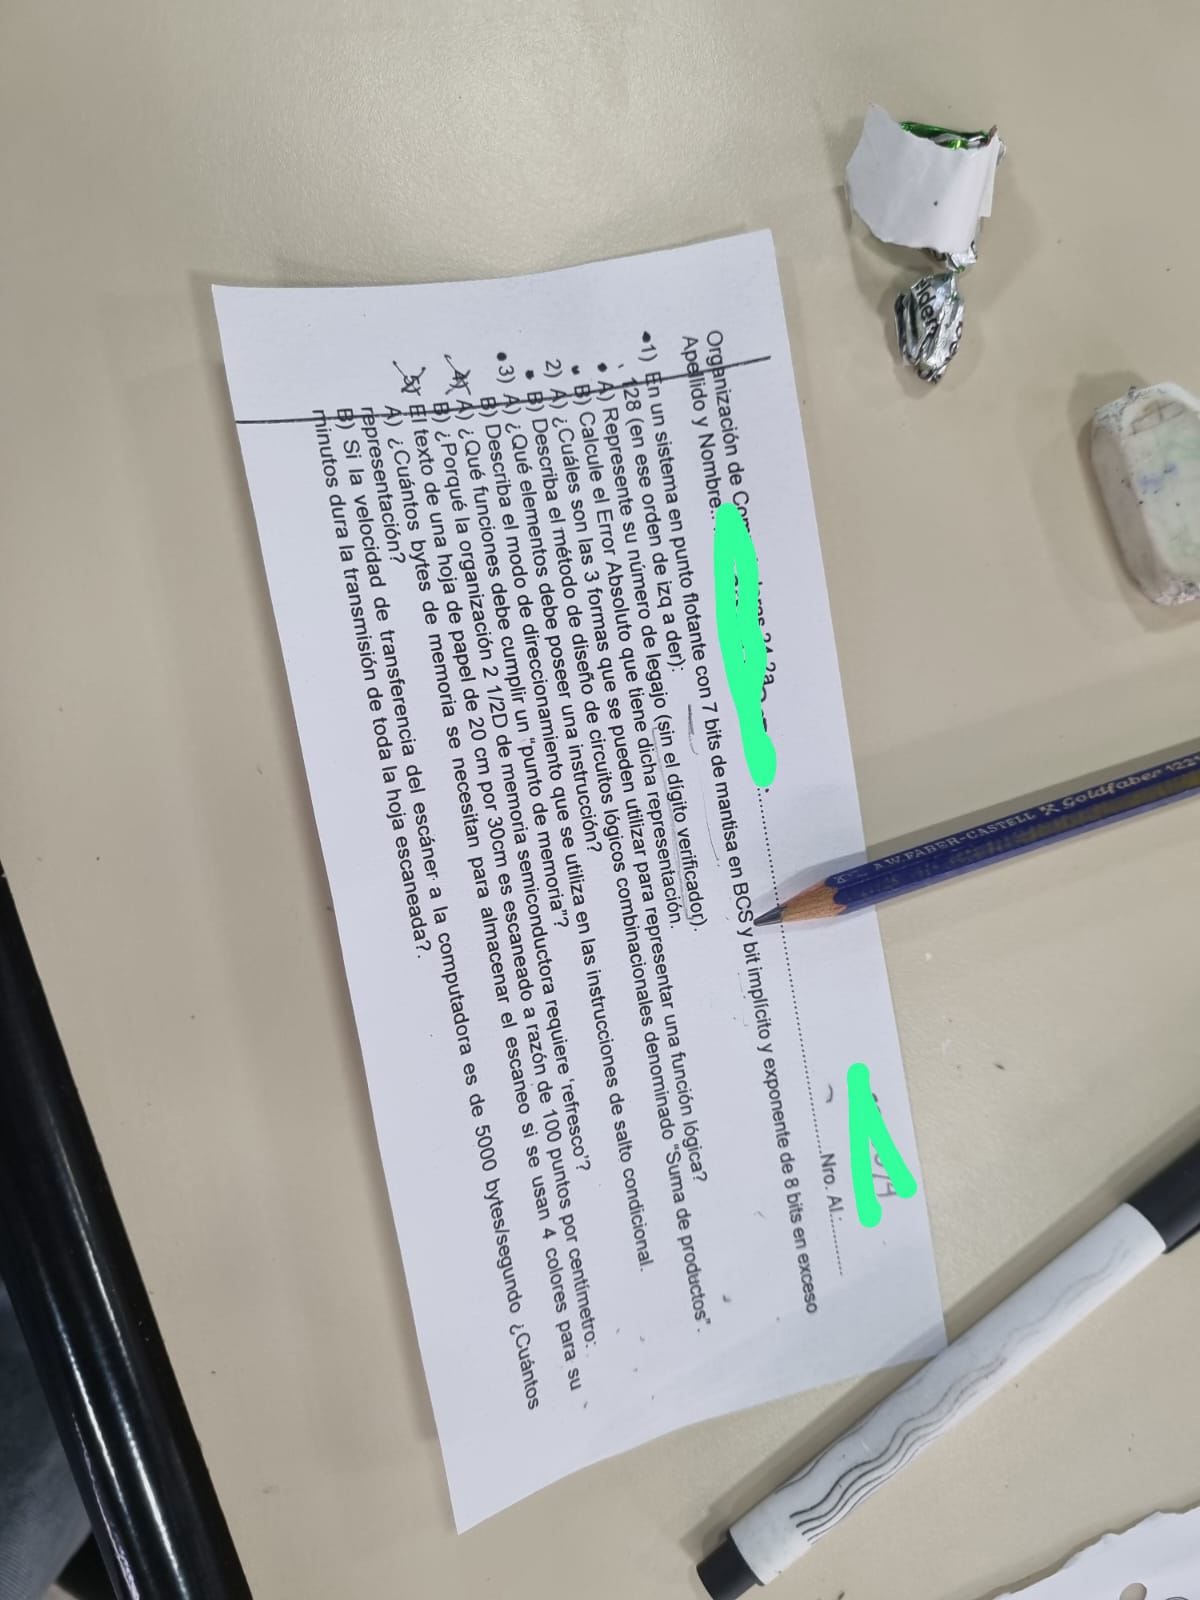 A.W.FABER-CASTELL Goldfaber 122
Organización de Computadoras 24 2a
Apellido y Nombre:
Nro. Al.:
1) En un sistema en punto flotante con 7 bits de mantisa en BCS y bit implícito y exponente de 8 bits en exceso
128 (en ese orden de izq a der):
A) Represente su número de legajo (sin el dígito verificador).
B) Calcule el Error Absoluto que tiene dicha representación.
2) A) ¿Cuáles son las 3 formas que se pueden utilizar para representar una función lógica?
B) Describa el método de diseño de circuitos lógicos combinacionales denominado “Suma de productos”.
3) A) ¿Qué elementos debe poseer una instrucción?
B) Describa el modo de direccionamiento que se utiliza en las instrucciones de salto condicional.
4) A) ¿Qué funciones debe cumplir un “punto de memoria”?
B) ¿Porqué la organización 2 1/2D de memoria semiconductora requiere ‘refresco’?
5) El texto de una hoja de papel de 20 cm por 30cm es escaneado a razón de 100 puntos por centímetro:
A) ¿Cuántos bytes de memoria se necesitan para almacenar el escaneo si se usan 4 colores para su
representación?
B) Si la velocidad de transferencia del escáner a la computadora es de 5000 bytes/segundo ¿Cuántos
minutos dura la transmisión de toda la hoja escaneada?.